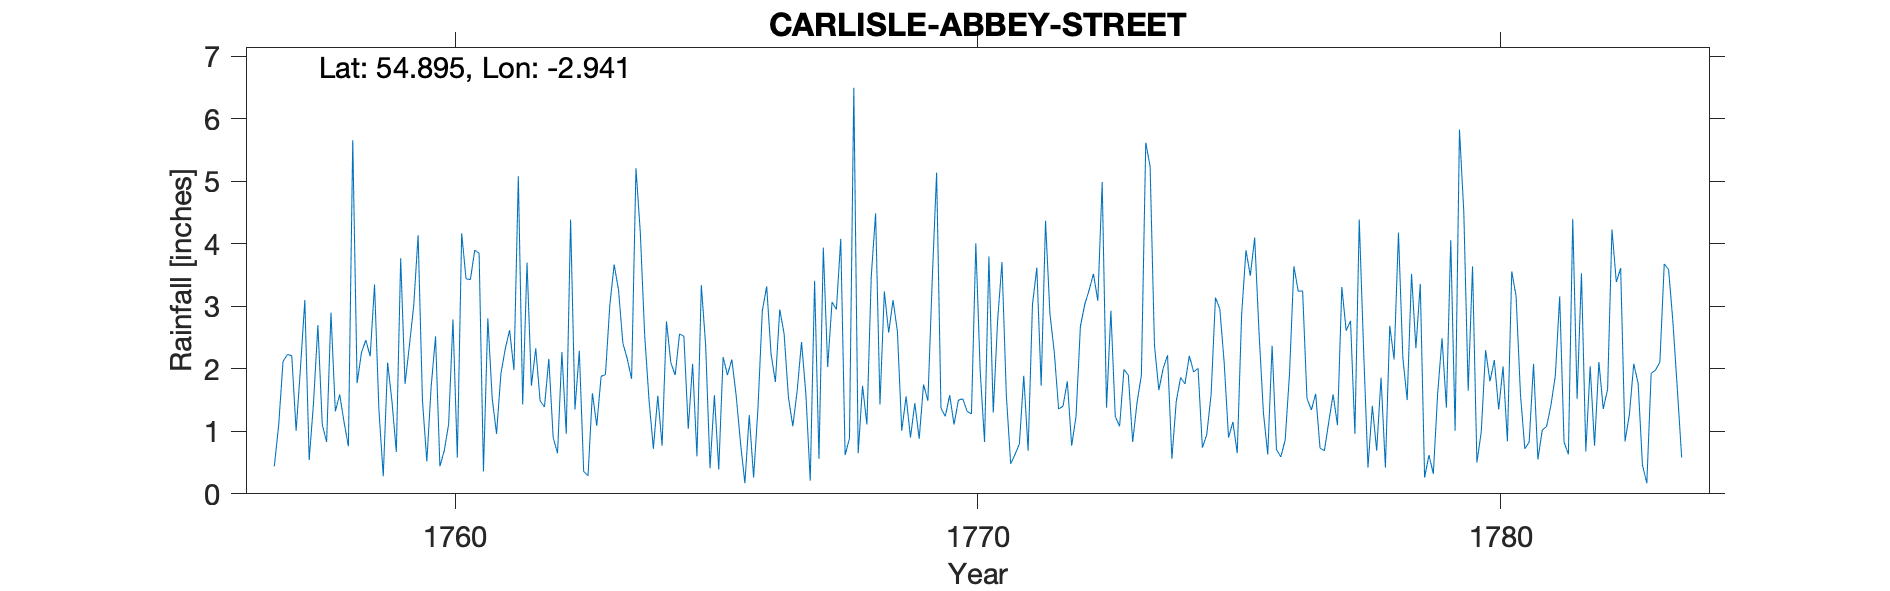 CARLISLE-ABBEY-STREET
Lat: 54.895, Lon: -2.941
7
6
5
4
3
2
1
0
Rainfall [inches]
1760 1770 1780
Year